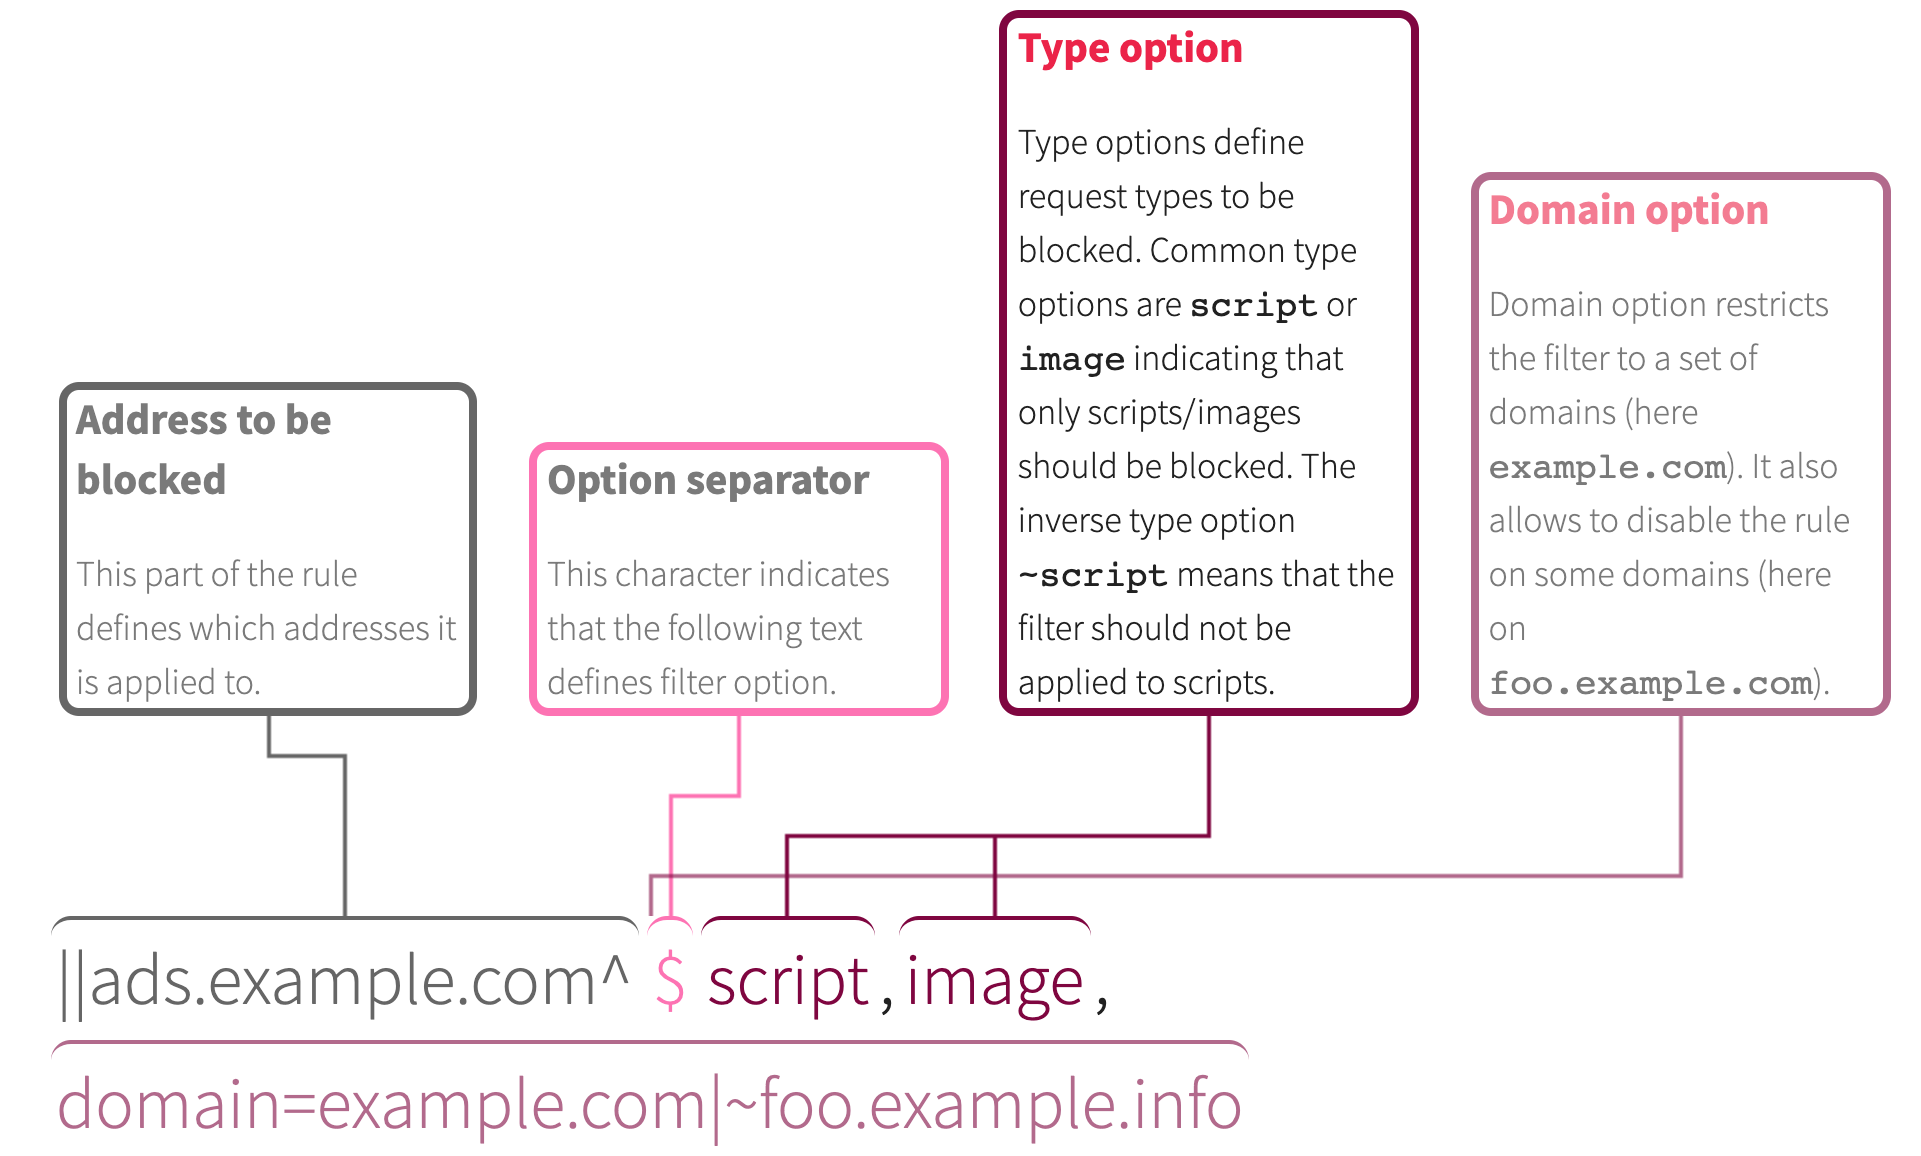 Type option
Type options define
request types to be
blocked. Common type
options are script or
image indicating that
only scripts/images
should be blocked. The
inverse type option
~script means that the
filter should not be
applied to scripts.
Domain option
Domain option restricts
the filter to a set of
domains (here
example.com). It also
allows to disable the rule
on some domains (here
on
foo.example.com).
Address to be
blocked
This part of the rule
defines which addresses it
is applied to.
Option separator
This character indicates
that the following text
defines filter option.
||ads.example.com^ $ script, image,
domain=example.com|~foo.example.info